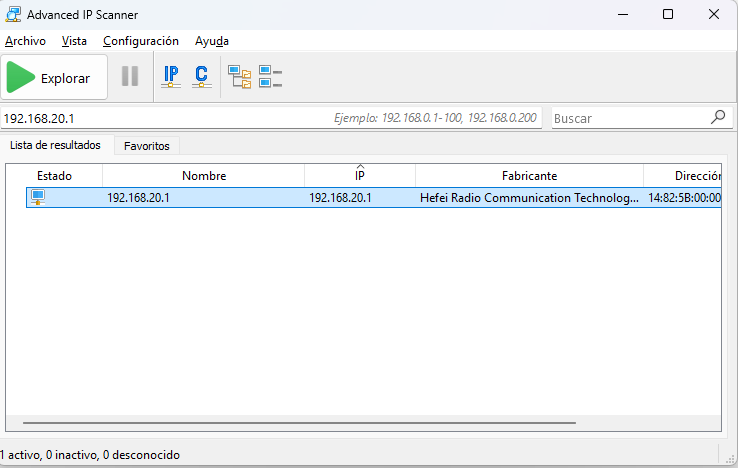 Advanced IP Scanner
Archivo Vista Configuración Ayuda
Explorar IP C
192.168.20.1 Ejemplo: 192.168.0.1-100, 192.168.0.200 Buscar
Lista de resultados Favoritos
Estado Nombre IP Fabricante Direcciór
192.168.20.1 192.168.20.1 Hefei Radio Communication Technolog... 14:82:5B:00:00
1 activo, 0 inactivo, 0 desconocido